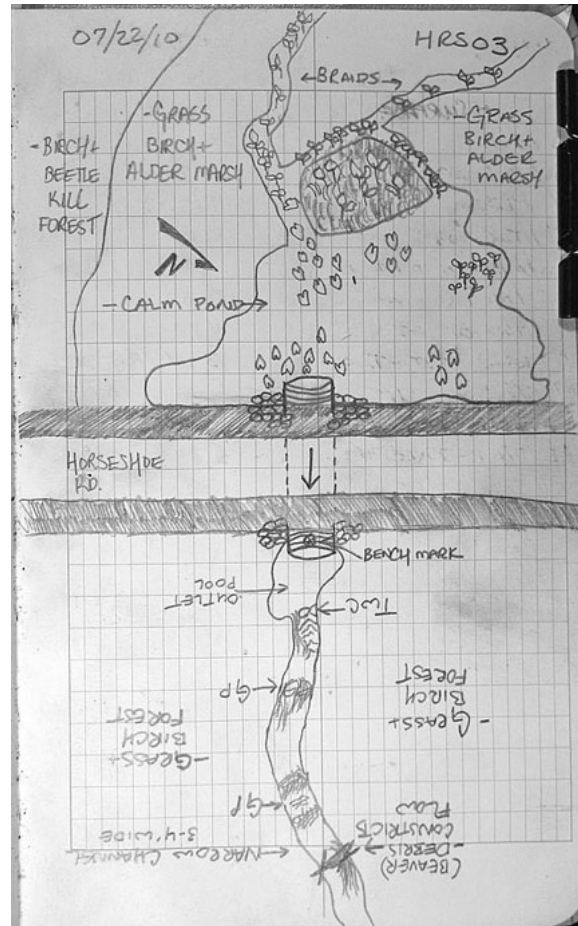 07/22/10
HRS03
BRAIDS
-GRASS
BIRCH+
ALDER MARSH
-GRASS
BIRCH+
ALDER
MARSH
-BIRCH+
BEETLE
KILL
FOREST
N
-CALM POND
HORSESHOE
RD.
BENCH MARK
OUTLET
POOL
TWC
GP
-GRASS+
BIRCH
FOREST
-GRASS+
BIRCH
FOREST
GP
NARROW CHANNEL
3-4' WIDE
(BEAVER)
-DEBRIS
CONSTRICTS
FLOW